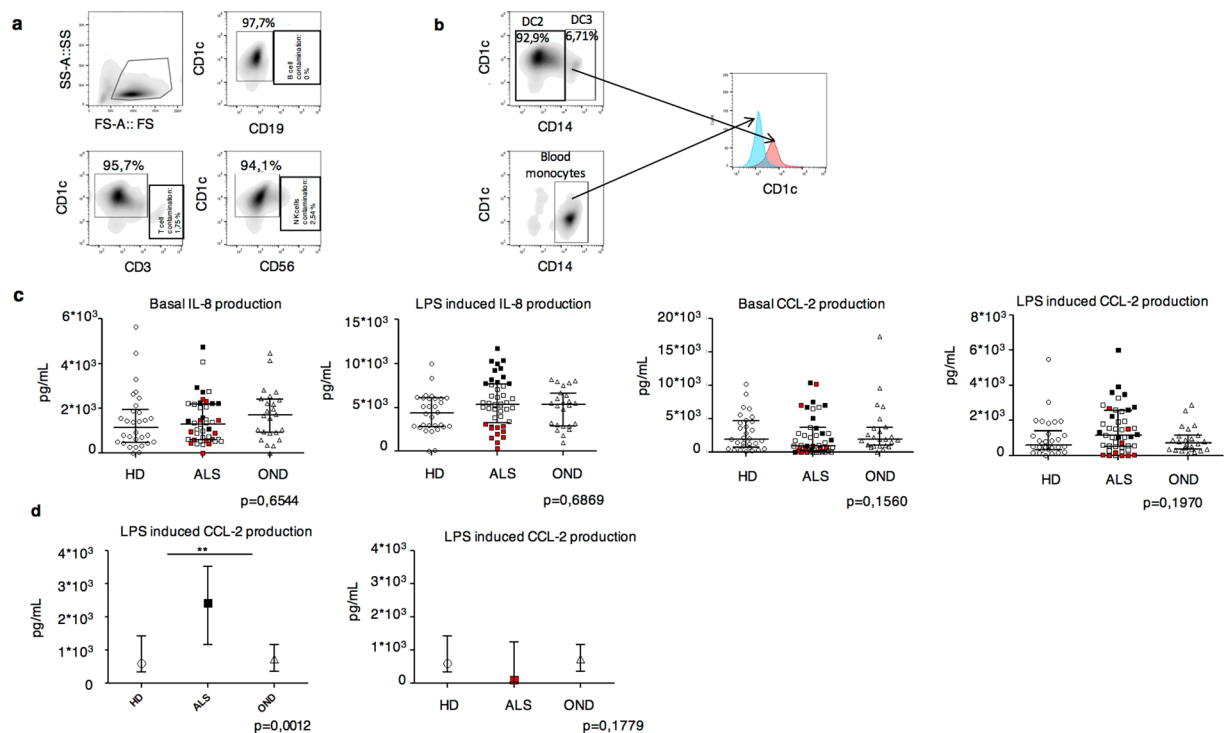 a
SS-A::SS
FS-A:: FS
97,7%
CD1c
B cell
contamination:
0 %
CD19
95,7%
CD1c
T cell
contamination:
1,75 %
CD3
94,1%
CD1c
NKcells
contamination:
2,54 %
CD56
b
DC2
DC3
92,9%
6,71%
CD1c
CD14
Blood
monocytes
CD1c
CD14
CD1c
c
Basal IL-8 production
6*10³
4*10³
2*10³
0
pg/mL
HD
ALS
OND
p=0,6544
LPS induced IL-8 production
15*10³
10*10³
5*10³
0
pg/mL
HD
ALS
OND
p=0,6869
Basal CCL-2 production
20*10³
15*10³
10*10³
5*10³
0
pg/mL
HD
ALS
OND
p=0,1560
LPS induced CCL-2 production
8*10³
6*10³
4*10³
2*10³
0
pg/mL
HD
ALS
OND
p=0,1970
d
LPS induced CCL-2 production
4*10³
3*10³
2*10³
1*10³
0
pg/mL
**
HD
ALS
OND
p=0,0012
LPS induced CCL-2 production
4*10³
3*10³
2*10³
1*10³
0
pg/mL
HD
ALS
OND
p=0,1779